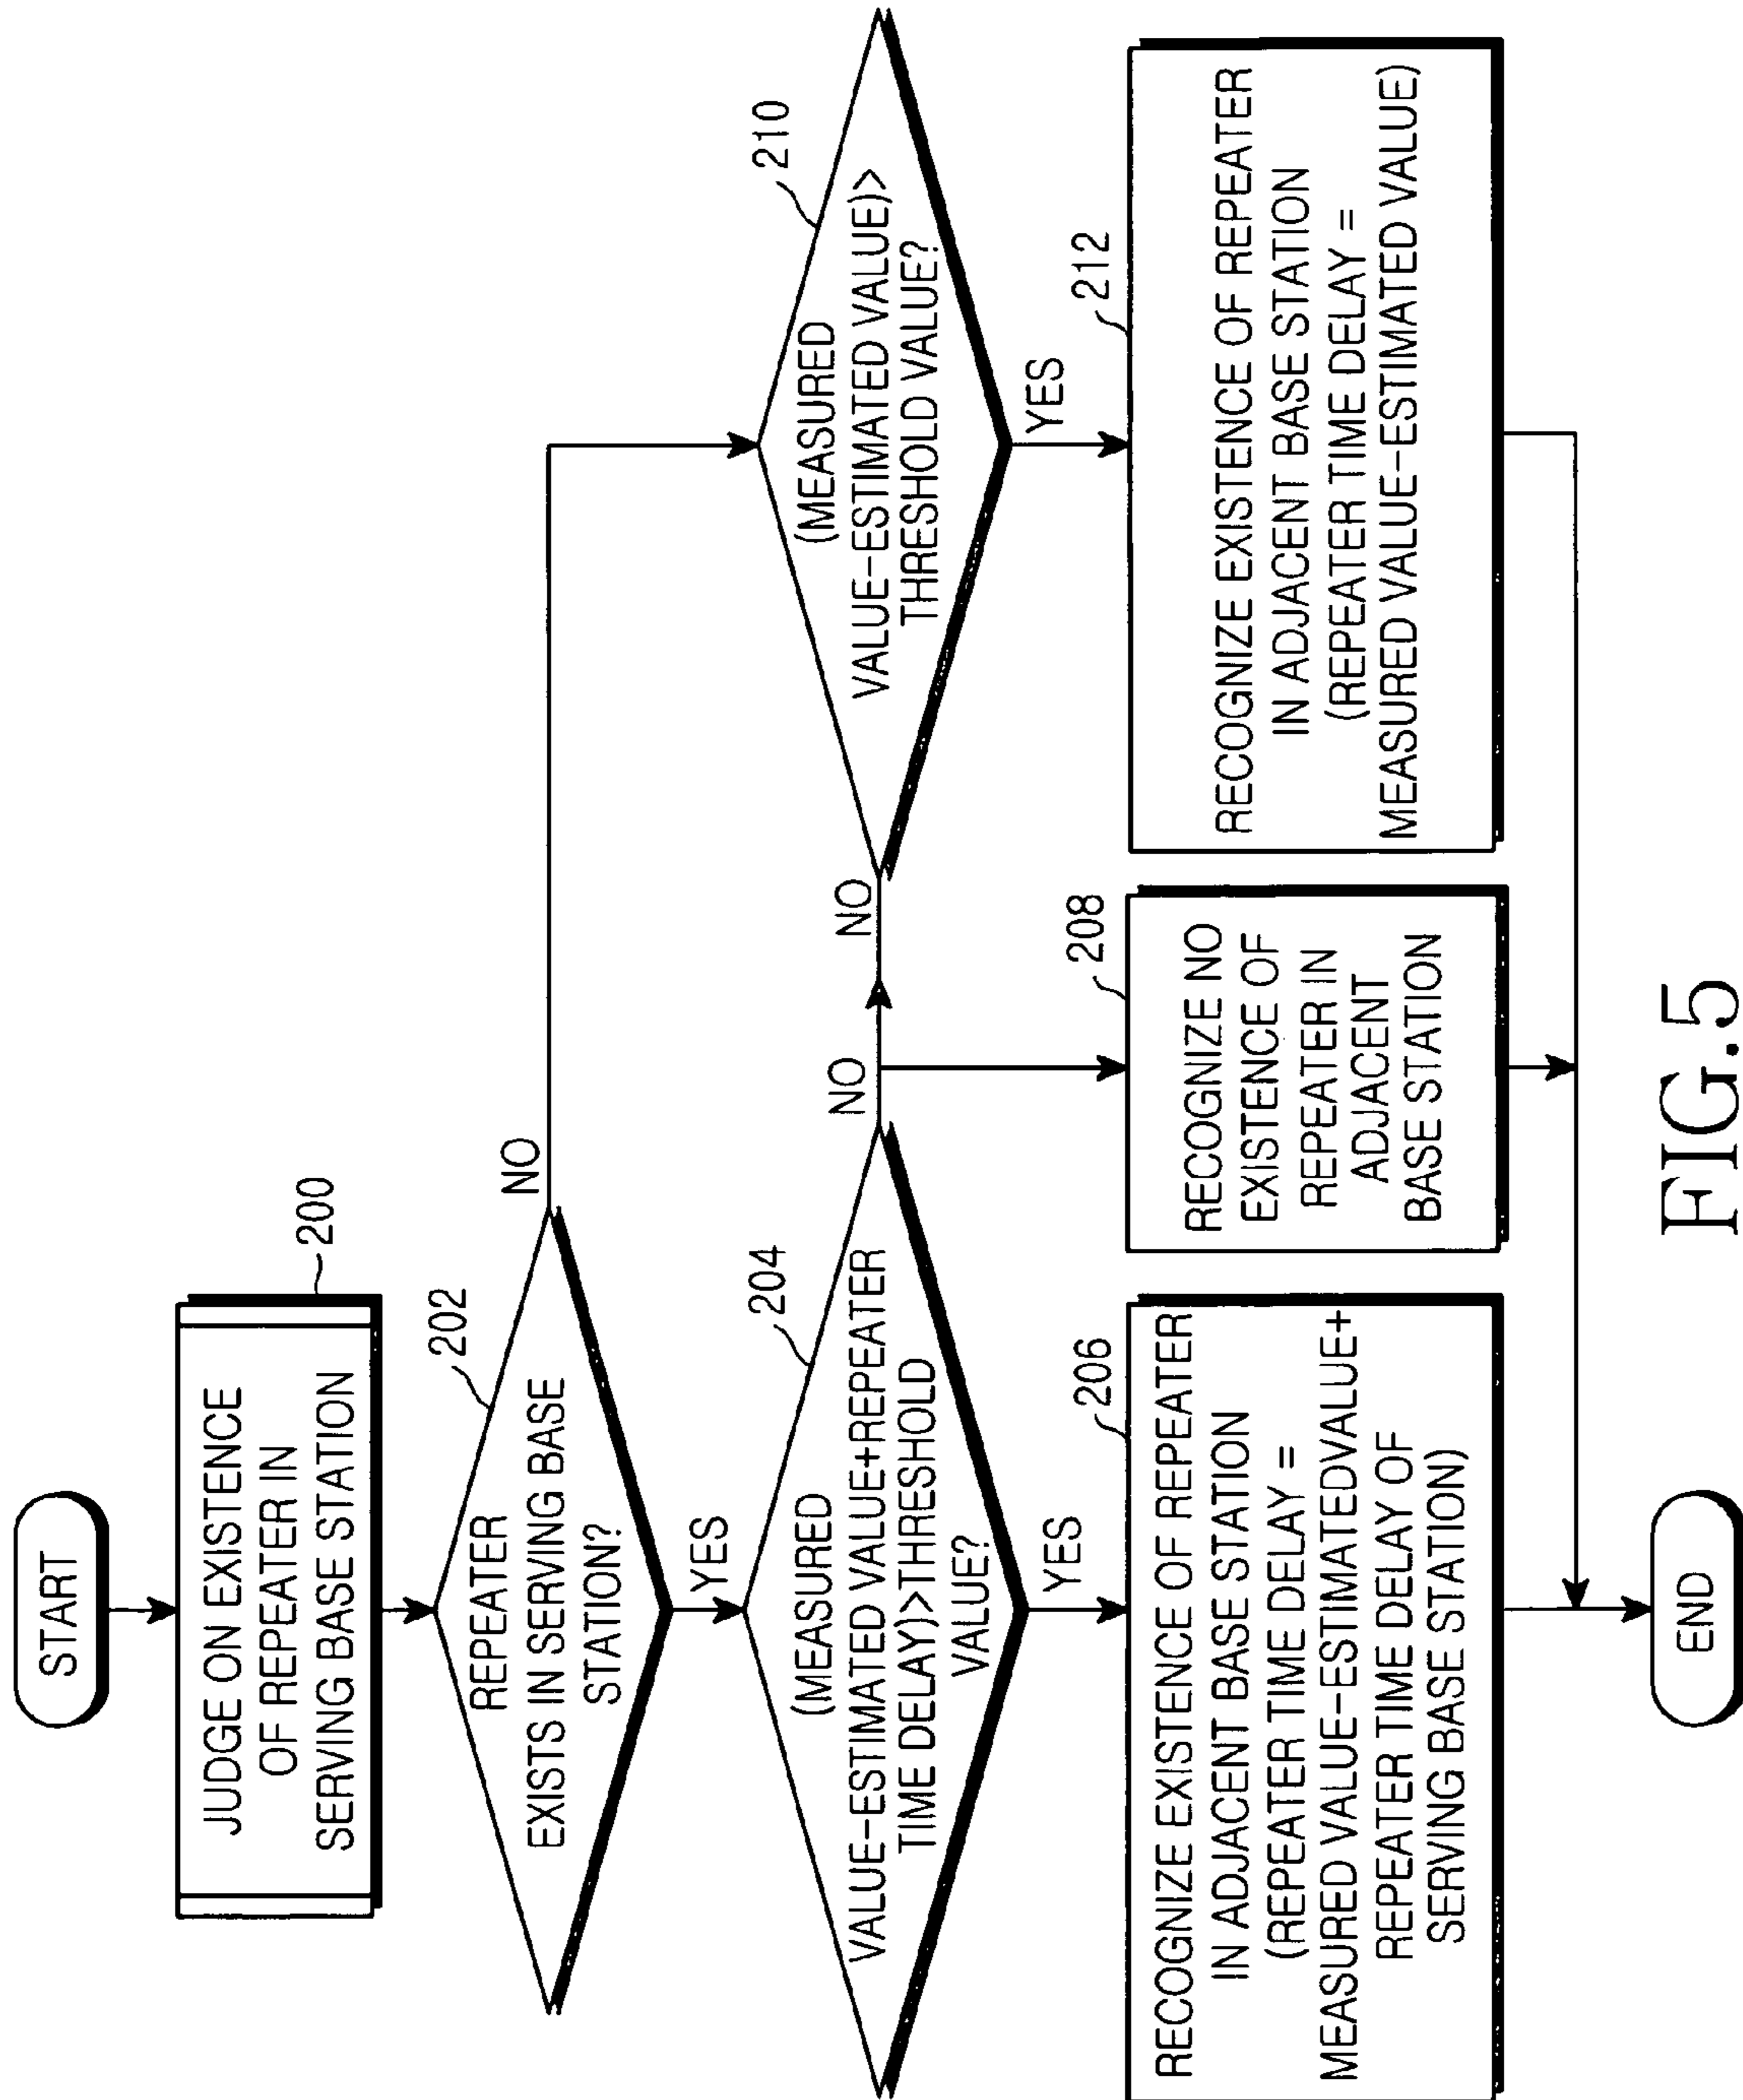 START
JUDGE ON EXISTENCE
OF REPEATER IN
SERVING BASE STATION
200
REPEATER
EXISTS IN SERVING BASE
STATION?
202
NO
YES
(MEASURED
VALUE-ESTIMATED VALUE+REPEATER
TIME DELAY)>THRESHOLD
VALUE?
204
NO
NO
(MEASURED
VALUE-ESTIMATED VALUE)>
THRESHOLD VALUE?
210
YES
YES
RECOGNIZE EXISTENCE OF REPEATER
IN ADJACENT BASE STATION
(REPEATER TIME DELAY =
MEASURED VALUE-ESTIMATEDVALUE+
REPEATER TIME DELAY OF
SERVING BASE STATION)
206
RECOGNIZE NO
EXISTENCE OF
REPEATER IN
ADJACENT
BASE STATION
208
RECOGNIZE EXISTENCE OF REPEATER
IN ADJACENT BASE STATION
(REPEATER TIME DELAY =
MEASURED VALUE-ESTIMATED VALUE)
212
END
FIG.5